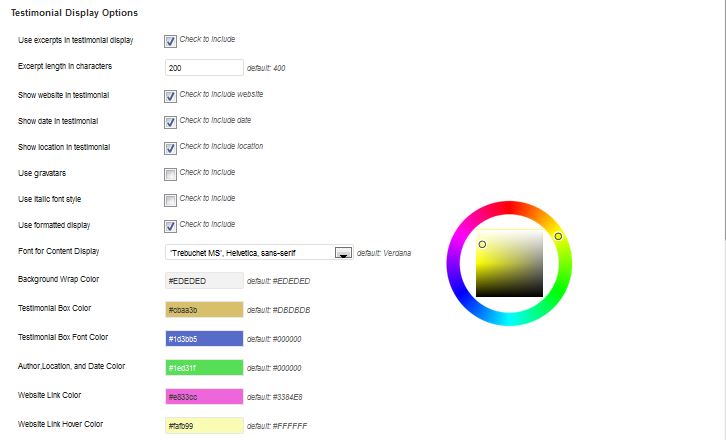 Testimonial Display Options
Use excerpts in testimonial display Check to include
Excerpt length in characters 200 default: 400
Show website in testimonial Check to include website
Show date in testimonial Check to include date
Show location in testimonial Check to include location
Use gravatars Check to include
Use italic font style Check to include
Use formatted display Check to include
Font for Content Display "Trebuchet MS", Helvetica, sans-serif default: Verdana
Background Wrap Color #EDEDED default: #EDEDED
Testimonial Box Color #cbaa3b default: #DBDBDB
Testimonial Box Font Color #1d3bb5 default: #000000
Author,Location, and Date Color #1ed31f default: #000000
Website Link Color #e833cc default: #3384E8
Website Link Hover Color #fafb99 default: #FFFFFF